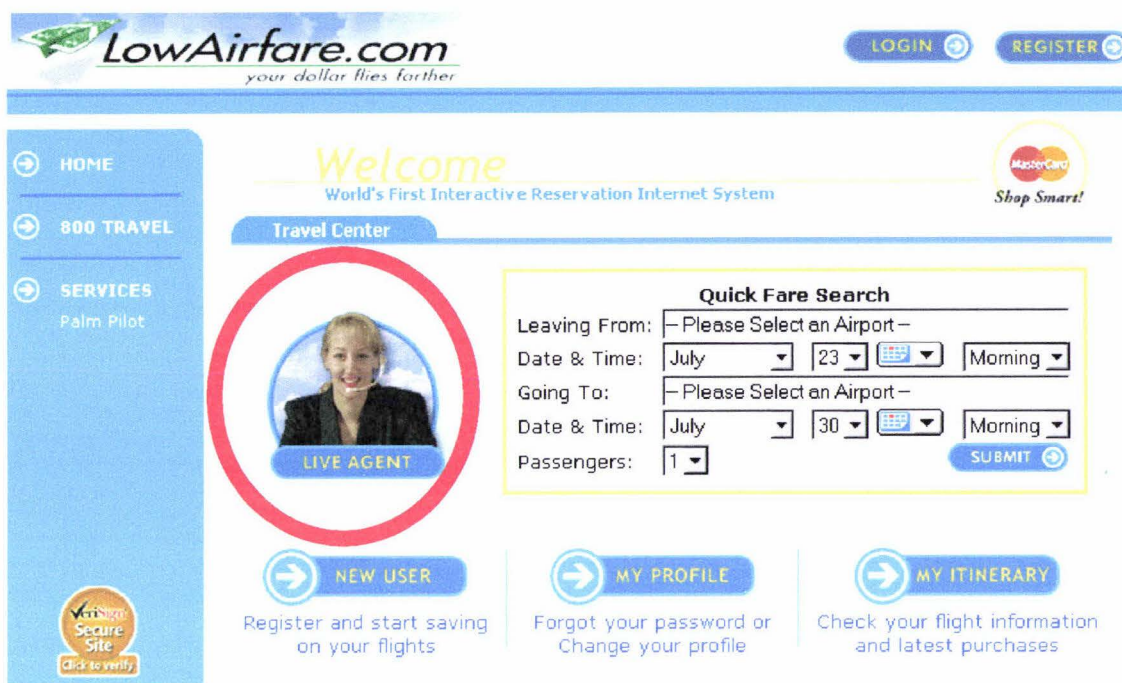 LowAirfare.com
your dollar flies farther
LOGIN
REGISTER
HOME
800 TRAVEL
SERVICES
Palm Pilot
Welcome
World's First Interactive Reservation Internet System
MasterCard
Shop Smart!
Travel Center
LIVE AGENT
Quick Fare Search
Leaving From: -- Please Select an Airport --
Date & Time: July 23 Morning
Going To: -- Please Select an Airport --
Date & Time: July 30 Morning
Passengers: 1 SUBMIT
NEW USER
Register and start saving
on your flights
MY PROFILE
Forgot your password or
Change your profile
MY ITINERARY
Check your flight information
and latest purchases
VeriSign
Secure
Site
Click to verify